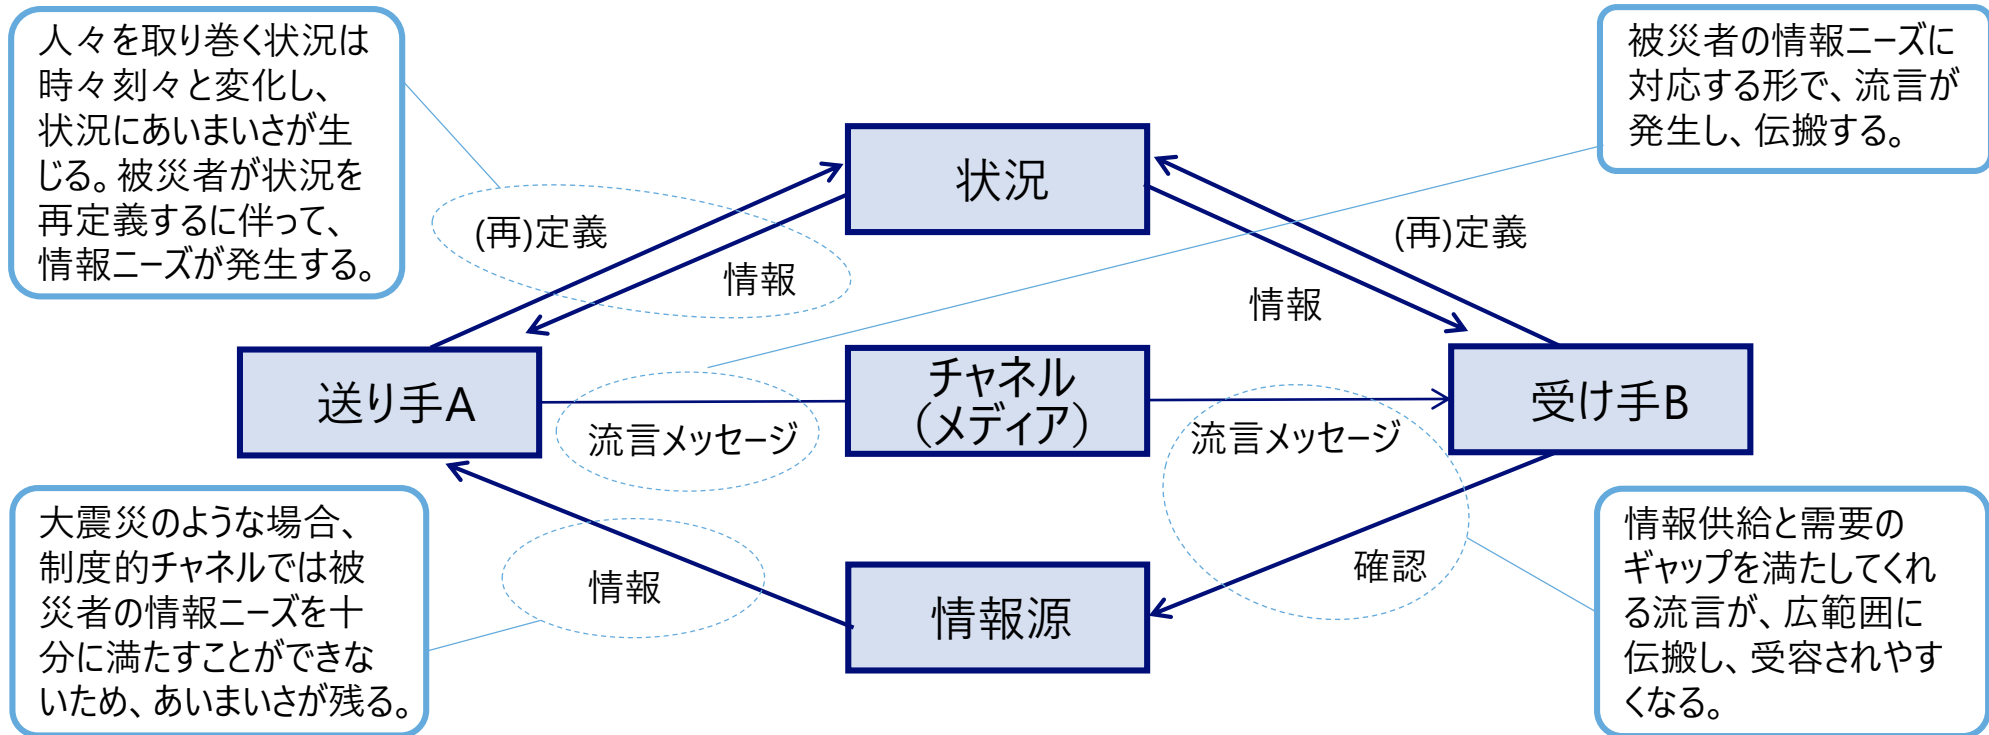 人々を取り巻く状況は
時々刻々と変化し、
状況にあいまいさが生
じる。被災者が状況を
再定義するに伴って、
情報ニーズが発生する。
被災者の情報ニーズに
対応する形で、流言が
発生し、伝搬する。
状況
(再)定義
情報
(再)定義
情報
送り手A
チャネル
（メディア）
受け手B
流言メッセージ
流言メッセージ
大震災のような場合、
制度的チャネルでは被
災者の情報ニーズを十
分に満たすことができな
いため、あいまいさが残る。
情報
情報源
確認
情報供給と需要の
ギャップを満たしてくれ
る流言が、広範囲に
伝搬し、受容されやす
くなる。